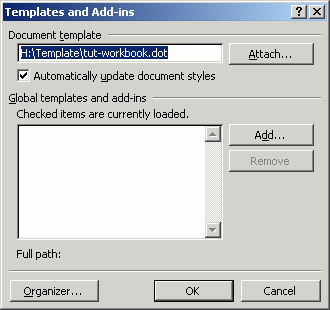 Templates and Add-ins
Document template
H:\Template\tut-workbook.dot
Attach...
Automatically update document styles
Global templates and add-ins
Checked items are currently loaded.
Add...
Remove
Full path:
Organizer...
OK
Cancel